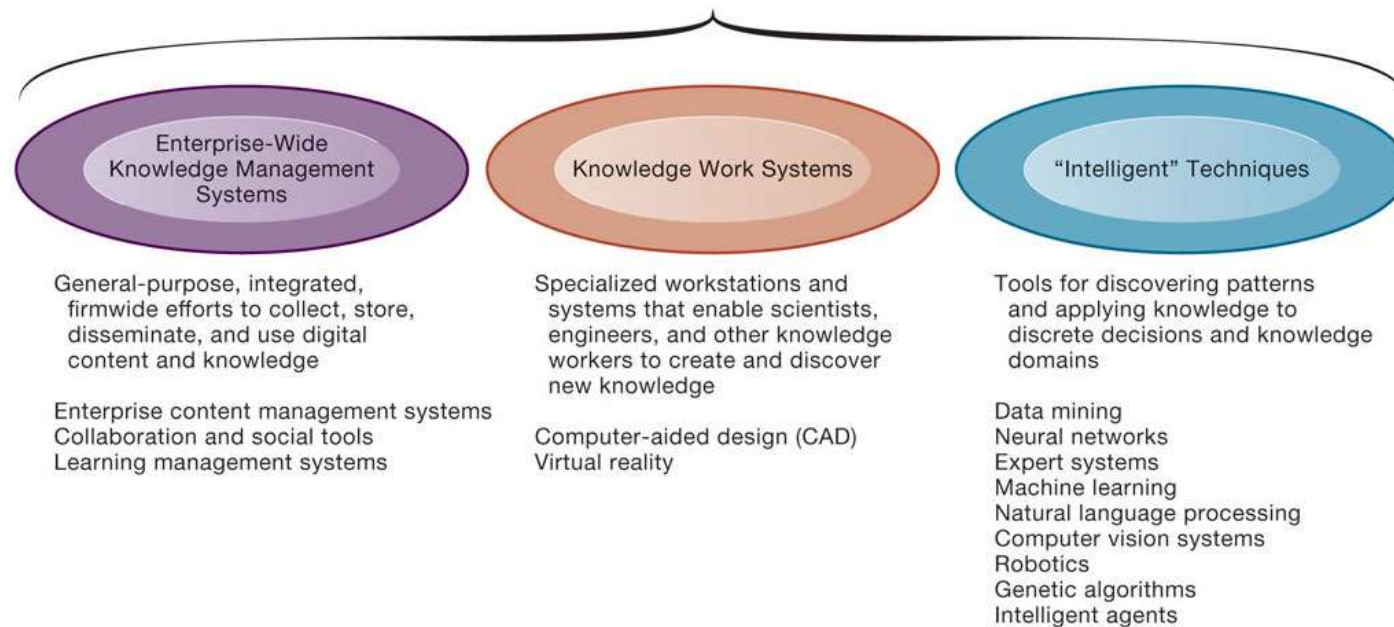 Enterprise-Wide
Knowledge Management
Systems
General-purpose, integrated,
firmwide efforts to collect, store,
disseminate, and use digital
content and knowledge
Enterprise content management systems
Collaboration and social tools
Learning management systems
Knowledge Work Systems
Specialized workstations and
systems that enable scientists,
engineers, and other knowledge
workers to create and discover
new knowledge
Computer-aided design (CAD)
Virtual reality
“Intelligent” Techniques
Tools for discovering patterns
and applying knowledge to
discrete decisions and knowledge
domains
Data mining
Neural networks
Expert systems
Machine learning
Natural language processing
Computer vision systems
Robotics
Genetic algorithms
Intelligent agents